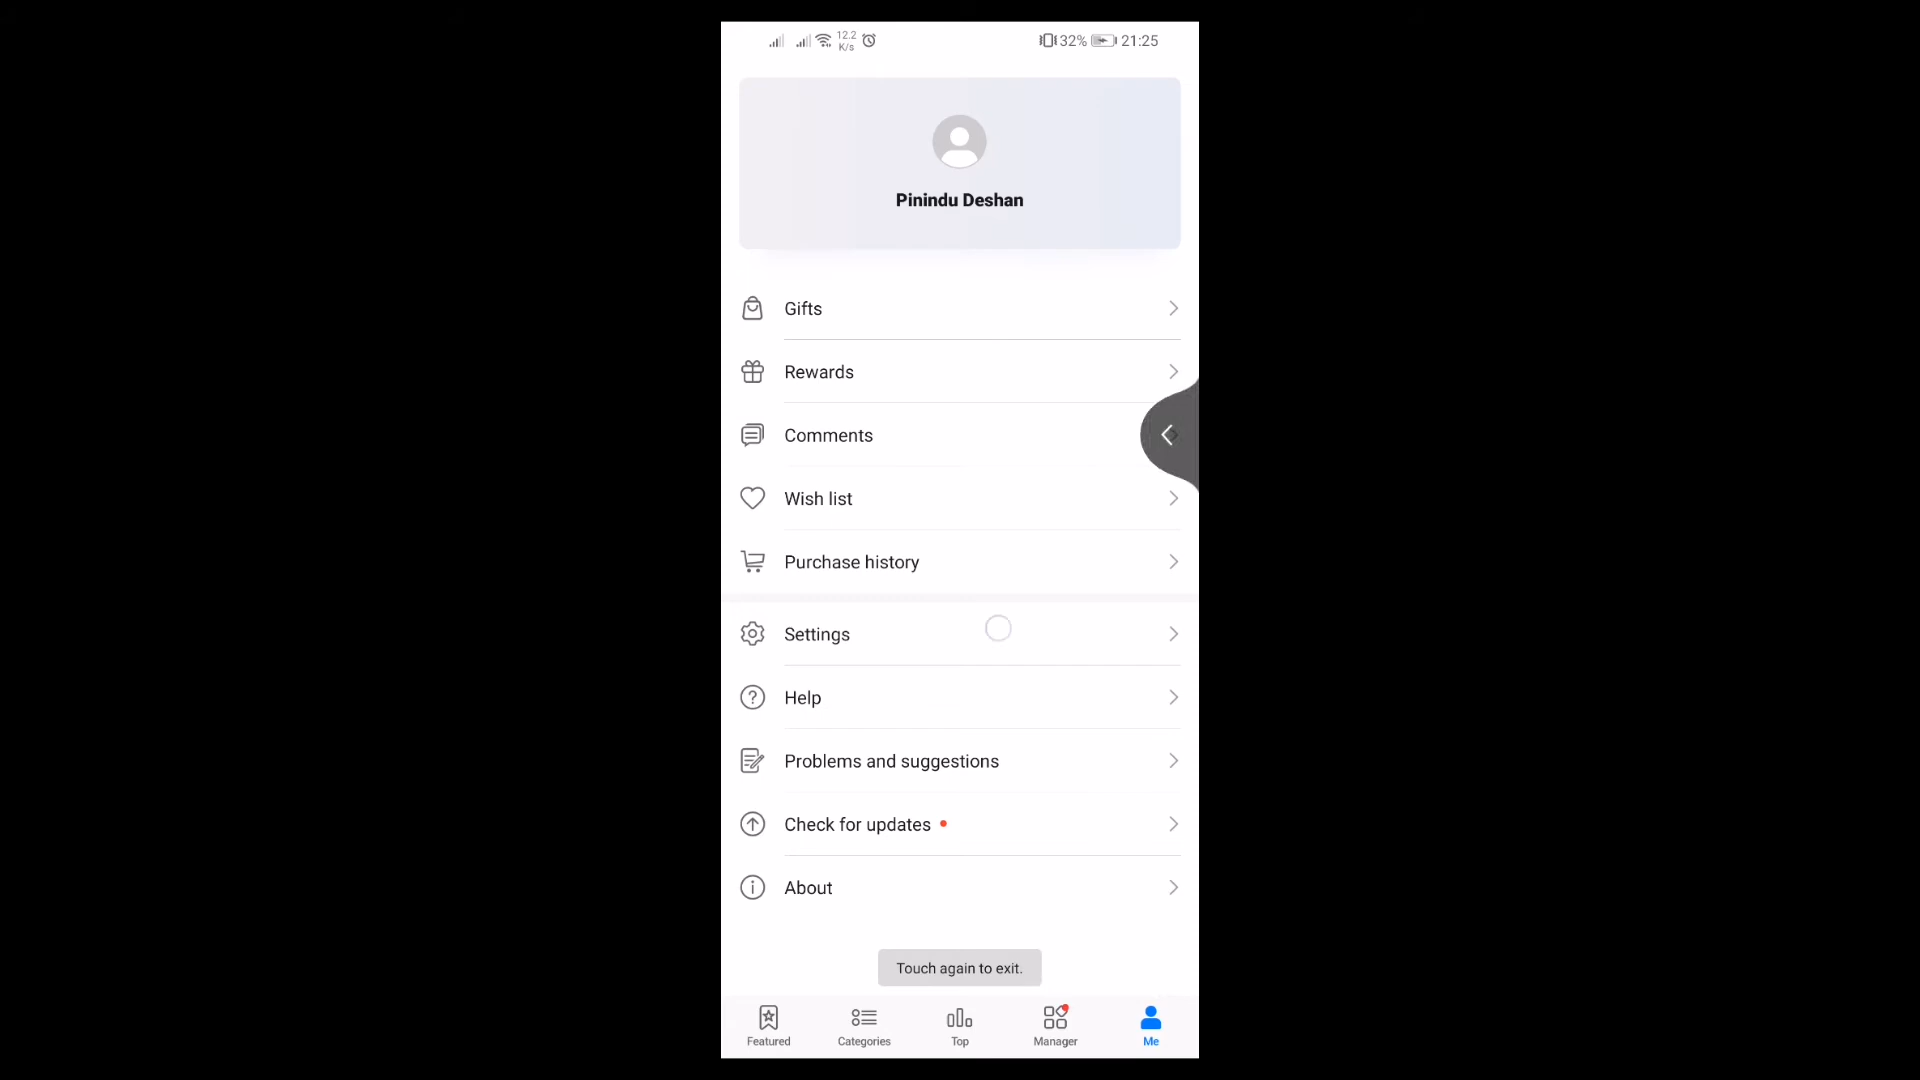 12.2
K/s
32%
21:25
Pinindu Deshan
Gifts
Rewards
Comments
Wish list
Purchase history
Settings
Help
Problems and suggestions
Check for updates
About
Touch again to exit.
Featured
Categories
Top
Manager
Me